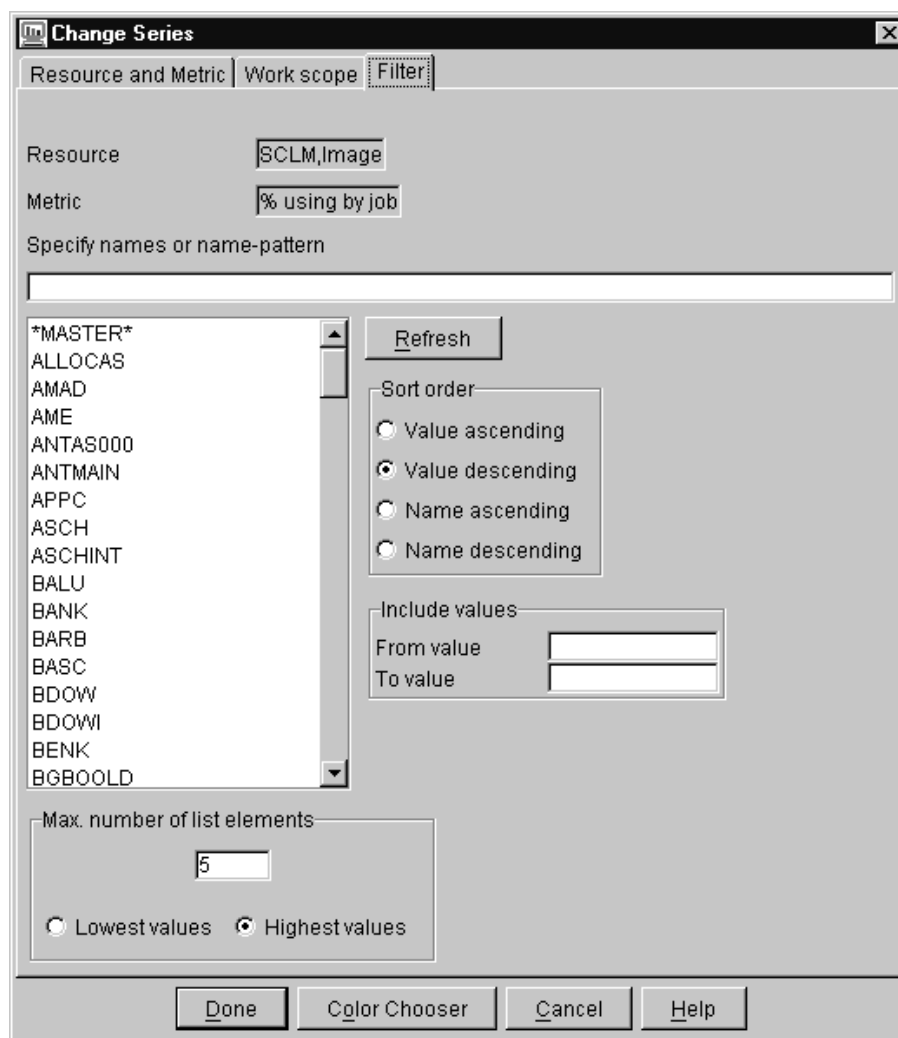 Change Series
Resource and Metric Work scope Filter
Resource SCLM,Image
Metric % using by job
Specify names or name-pattern
*MASTER*
ALLOCAS
AMAD
AME
ANTAS000
ANTMAIN
APPC
ASCH
ASCHINT
BALU
BANK
BARB
BASC
BDOW
BDOWI
BENK
BGBOOLD
Refresh
Sort order
Value ascending
Value descending
Name ascending
Name descending
Include values
From value
To value
Max. number of list elements
5
Lowest values Highest values
Done Color Chooser Cancel Help